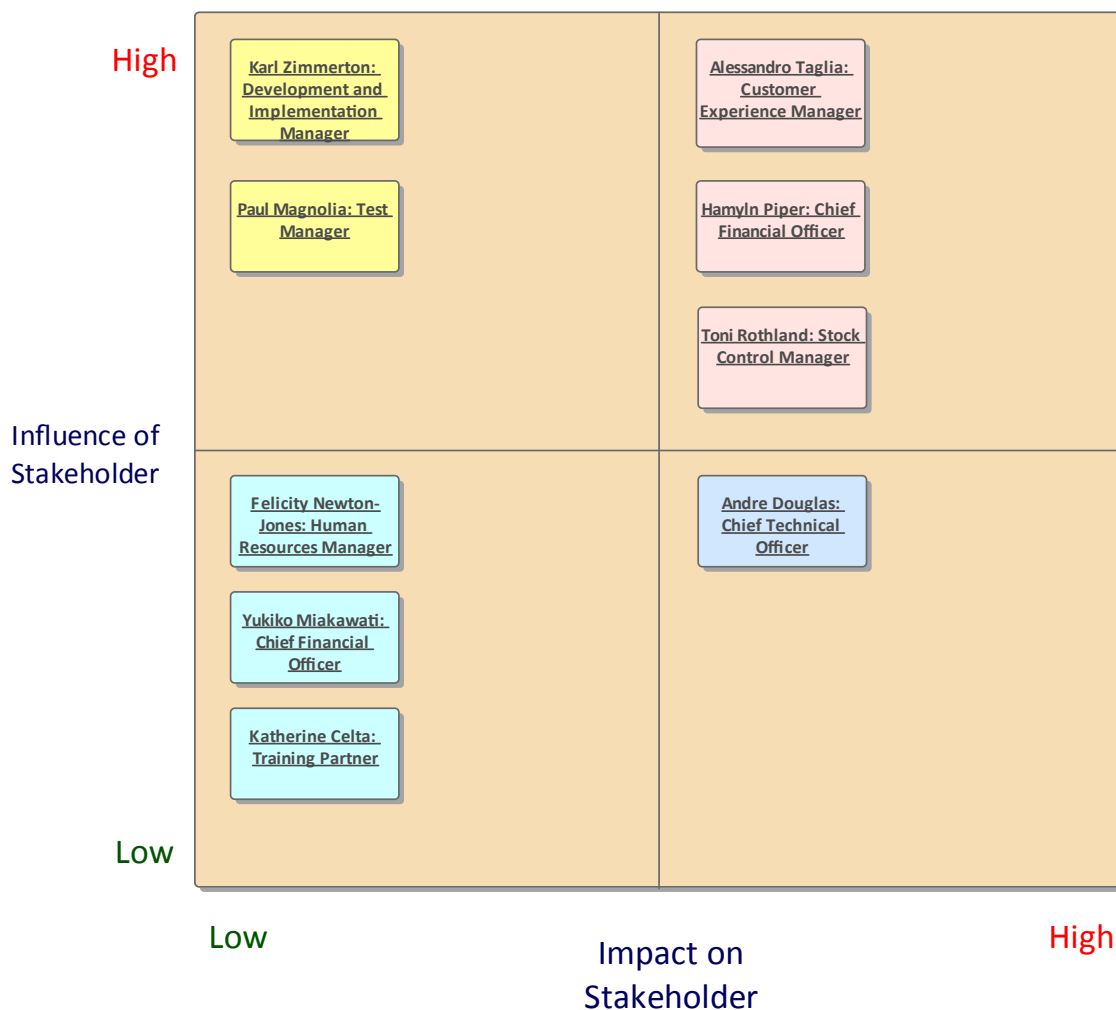 High
Karl Zimmerton:
Development and
Implementation
Manager
Alessandro Taglia:
Customer
Experience Manager
Paul Magnolia: Test
Manager
Hamyln Piper: Chief
Financial Officer
Toni Rothland: Stock
Control Manager
Influence of
Stakeholder
Felicity Newton-
Jones: Human
Resources Manager
Andre Douglas:
Chief Technical
Officer
Yukiko Miakawati:
Chief Financial
Officer
Katherine Celta:
Training Partner
Low
Low
Impact on
Stakeholder
High